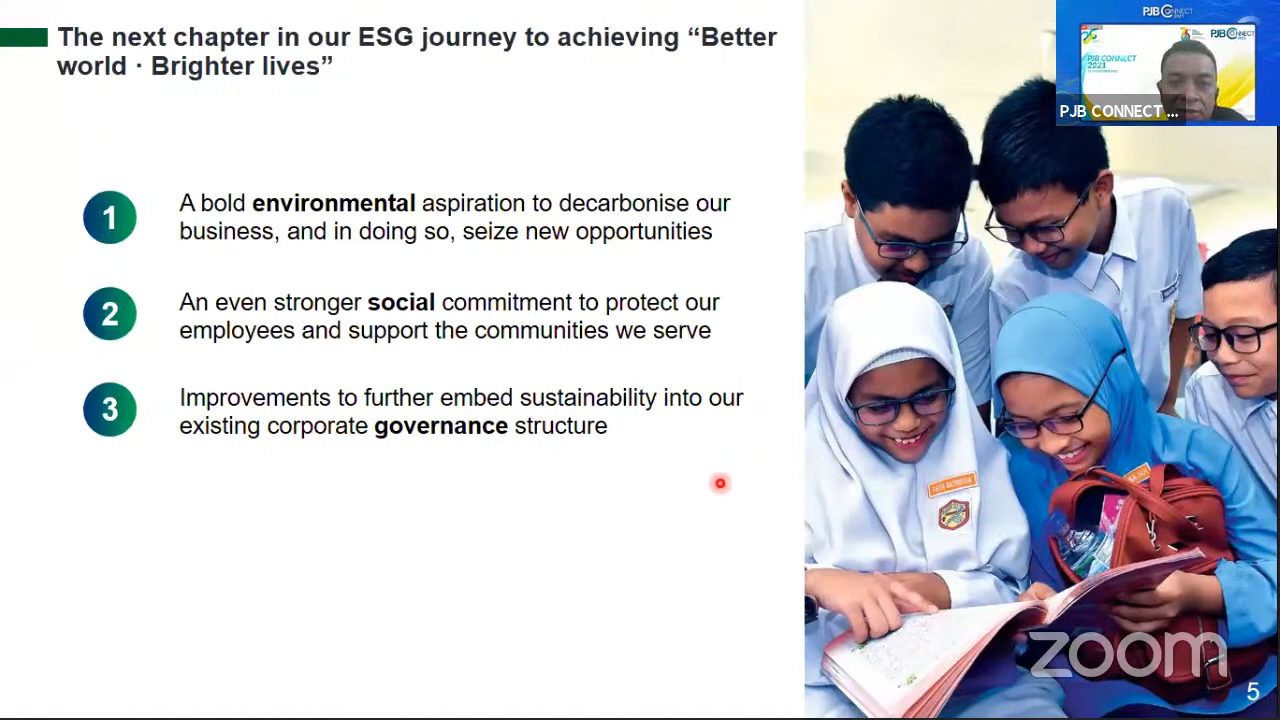 The next chapter in our ESG journey to achieving “Better
world · Brighter lives”
1
A bold environmental aspiration to decarbonise our
business, and in doing so, seize new opportunities
2
An even stronger social commitment to protect our
employees and support the communities we serve
3
Improvements to further embed sustainability into our
existing corporate governance structure
PJB CONNECT
2021
PJB CONNECT
PJB CONNECT
2021
PJB CONNECT ...
zoom
5